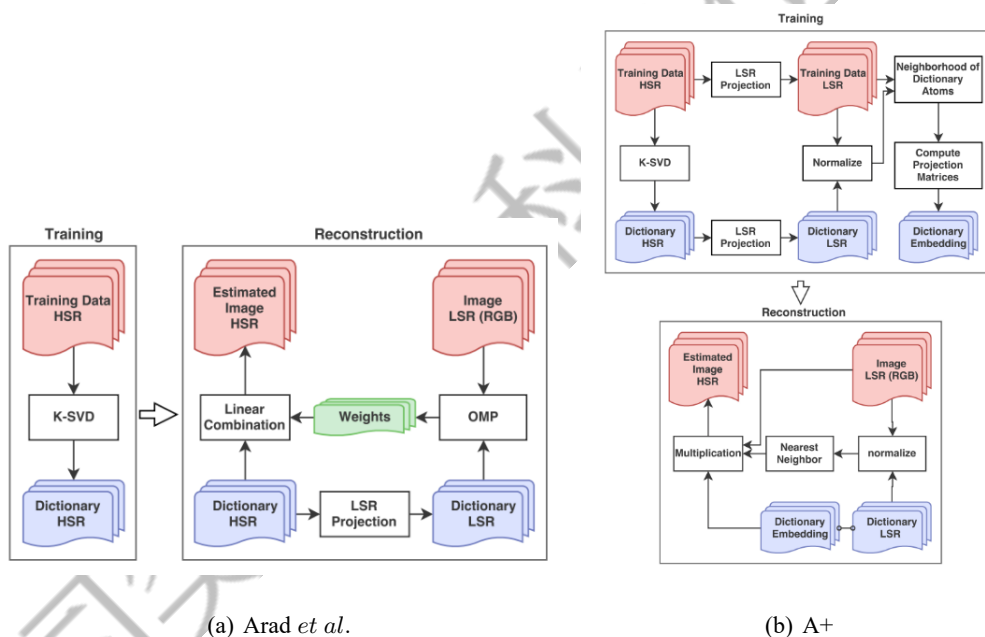 Training
Training Data
HSR
K-SVD
Dictionary
HSR
Reconstruction
Estimated
Image
HSR
Image
LSR (RGB)
Linear
Combination
Weights
OMP
Dictionary
HSR
LSR
Projection
Dictionary
LSR
(a) Arad et al.
Training
Training Data
HSR
LSR
Projection
Training Data
LSR
Neighborhood of
Dictionary
Atoms
K-SVD
Normalize
Compute
Projection
Matrices
Dictionary
HSR
LSR
Projection
Dictionary
LSR
Dictionary
Embedding
Reconstruction
Estimated
Image
HSR
Image
LSR (RGB)
Multiplication
Nearest
Neighbor
normalize
Dictionary
Embedding
Dictionary
LSR
(b) A+